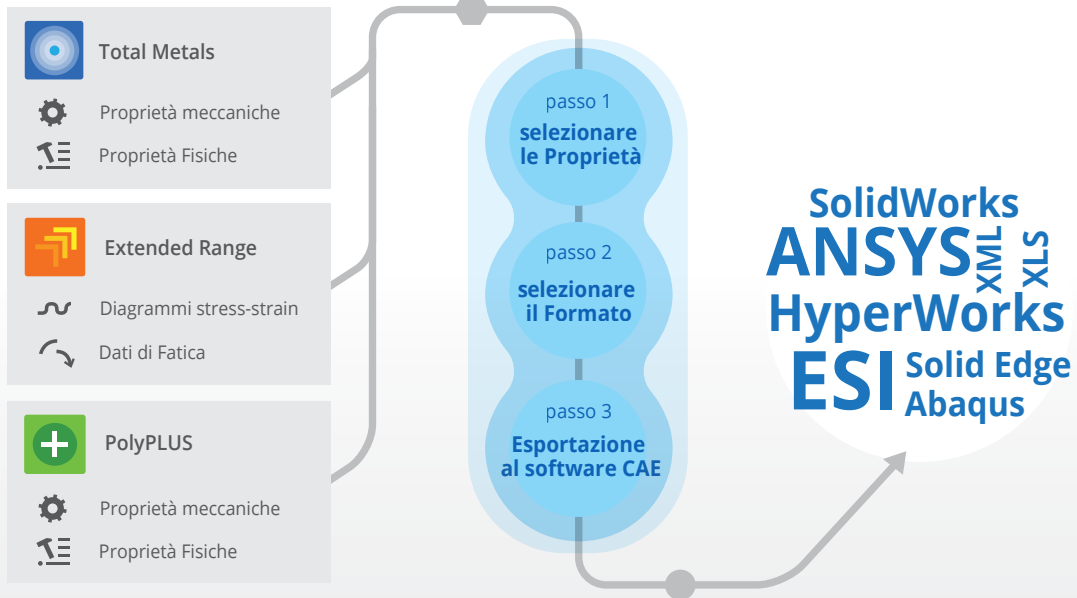 Total Metals
Proprietà meccaniche
Proprietà Fisiche
Extended Range
Diagrammi stress-strain
Dati di Fatica
PolyPLUS
Proprietà meccaniche
Proprietà Fisiche
passo 1
selezionare
le Proprietà
passo 2
selezionare
il Formato
passo 3
Esportazione
al software CAE
SolidWorks
ANSYS
XML
XLS
HyperWorks
ESI
Solid Edge
Abaqus